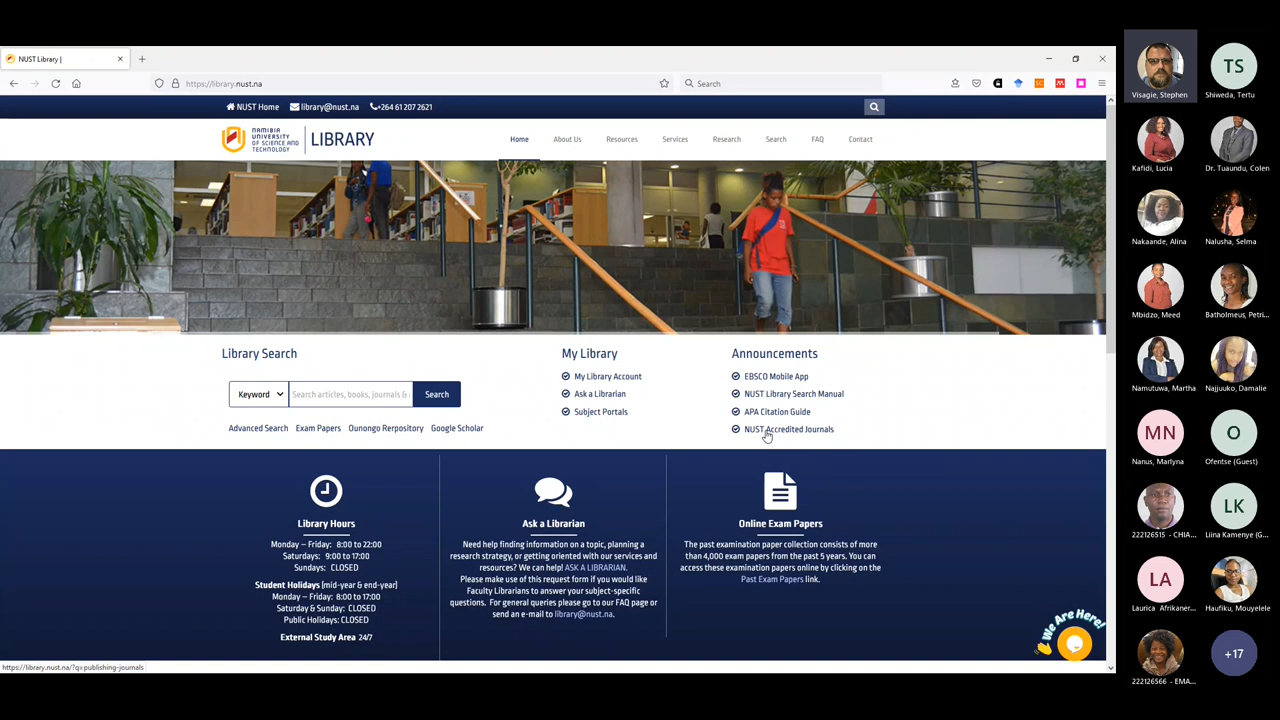 NUST Library |
https://library.nust.na
Search
NUST Home
library@nust.na
+264 61 207 2621
NAMIBIA
UNIVERSITY
OF SCIENCE AND
TECHNOLOGY
LIBRARY
Home
About Us
Resources
Services
Research
Search
FAQ
Contact
Library Search
Keyword
Search articles, books, journals &
Search
Advanced Search
Exam Papers
Ounongo Rerpository
Google Scholar
My Library
My Library Account
Ask a Librarian
Subject Portals
Announcements
EBSCO Mobile App
NUST Library Search Manual
APA Citation Guide
NUST Accredited Journals
Library Hours
Monday – Friday: 8:00 to 22:00
Saturdays: 9:00 to 17:00
Sundays: CLOSED
Student Holidays (mid-year & end-year)
Monday – Friday: 8:00 to 17:00
Saturday & Sunday: CLOSED
Public Holidays: CLOSED
External Study Area 24/7
Ask a Librarian
Need help finding information on a topic, planning a
research strategy, or getting oriented with our services and
resources? We can help! ASK A LIBRARIAN.
Please make use of this request form if you would like
Faculty Librarians to answer your subject-specific
questions. For general queries please go to our FAQ page or
send an e-mail to library@nust.na.
Online Exam Papers
The past examination paper collection consists of more
than 4,000 exam papers from the past 5 years. You can
access these examination papers online by clicking on the
Past Exam Papers link.
We Are Here!
https://library.nust.na/?q=publishing-journals
Visagie, Stephen
TS
Shiweda, Tertu
Kafidi, Lucia
Dr. Tuaundu, Colen
Nakaande, Alina
Nalusha, Selma
Mbidzo, Meed
Batholmeus, Petri...
Namutuwa, Martha
Najjuuko, Damalie
MN
Nanus, Marlyna
O
Ofentse (Guest)
222126515 - CHIA...
LK
Liina Kamenye (G...
LA
Laurica Afrikaner...
Haufiku, Mouyelele
222126566 - EMA...
+17